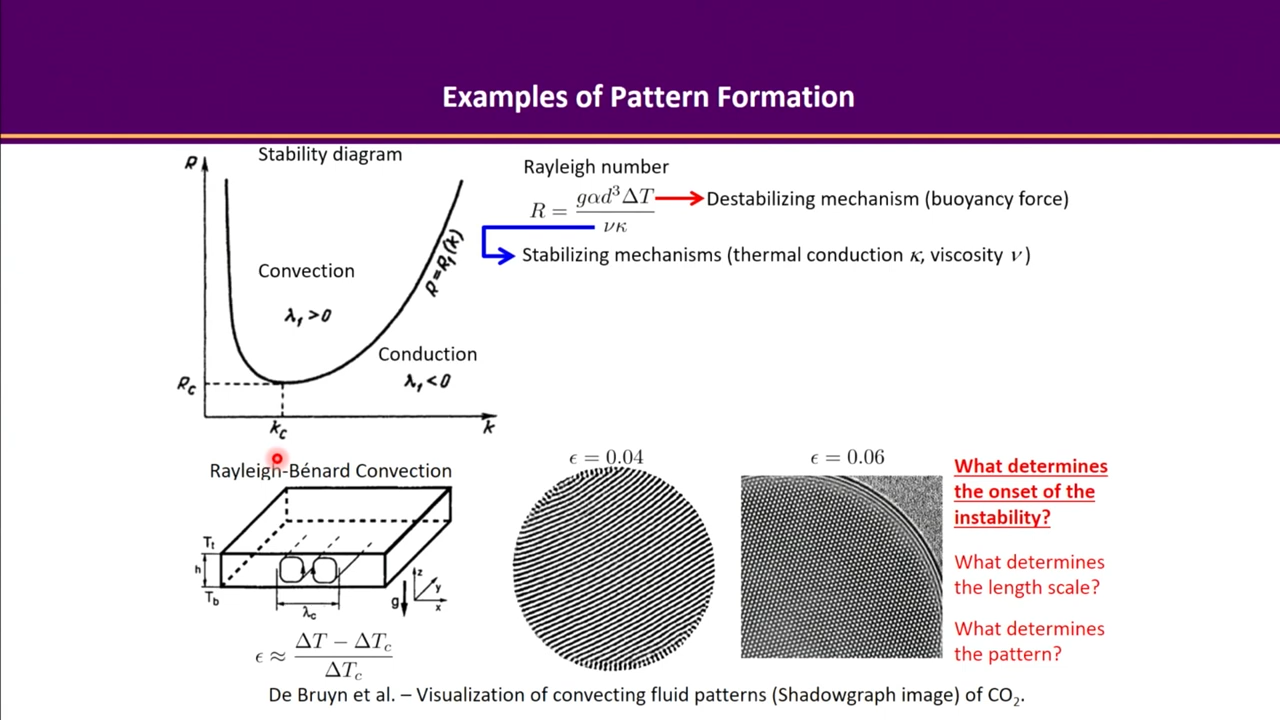 Examples of Pattern Formation
Stability diagram
R
Convection
λ₁>0
R=R₁(k)
Conduction
λ₁<0
R_c
k_c
k
Rayleigh number
R = gαd³ΔT / νκ
Destabilizing mechanism (buoyancy force)
Stabilizing mechanisms (thermal conduction κ, viscosity ν)
Rayleigh-Bénard Convection
T_t
h
T_b
λ_c
g
z
y
x
ϵ ≈ (ΔT − ΔT_c) / ΔT_c
ϵ = 0.04
ϵ = 0.06
What determines
the onset of the
instability?
What determines
the length scale?
What determines
the pattern?
De Bruyn et al. – Visualization of convecting fluid patterns (Shadowgraph image) of CO₂.